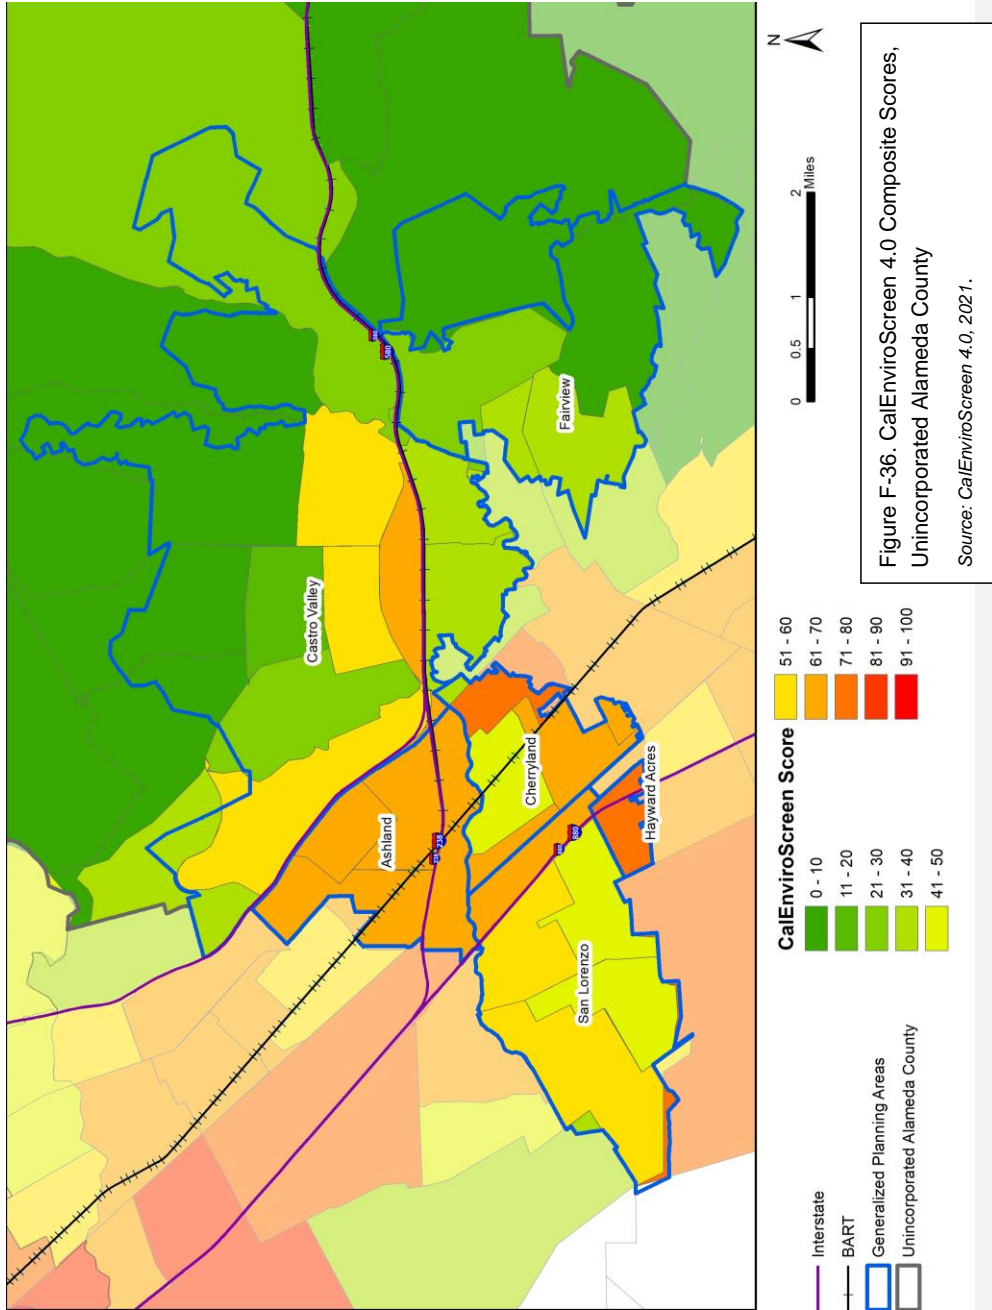 Castro Valley
Ashland
Fairview
Cherryland
San Lorenzo
Hayward Acres
580
238
880
N
0 0.5 1 2
Miles
Interstate
BART
Generalized Planning Areas
Unincorporated Alameda County
CalEnviroScreen Score
0 - 10
11 - 20
21 - 30
31 - 40
41 - 50
51 - 60
61 - 70
71 - 80
81 - 90
91 - 100
Figure F-36. CalEnviroScreen 4.0 Composite Scores,
Unincorporated Alameda County
Source: CalEnviroScreen 4.0, 2021.